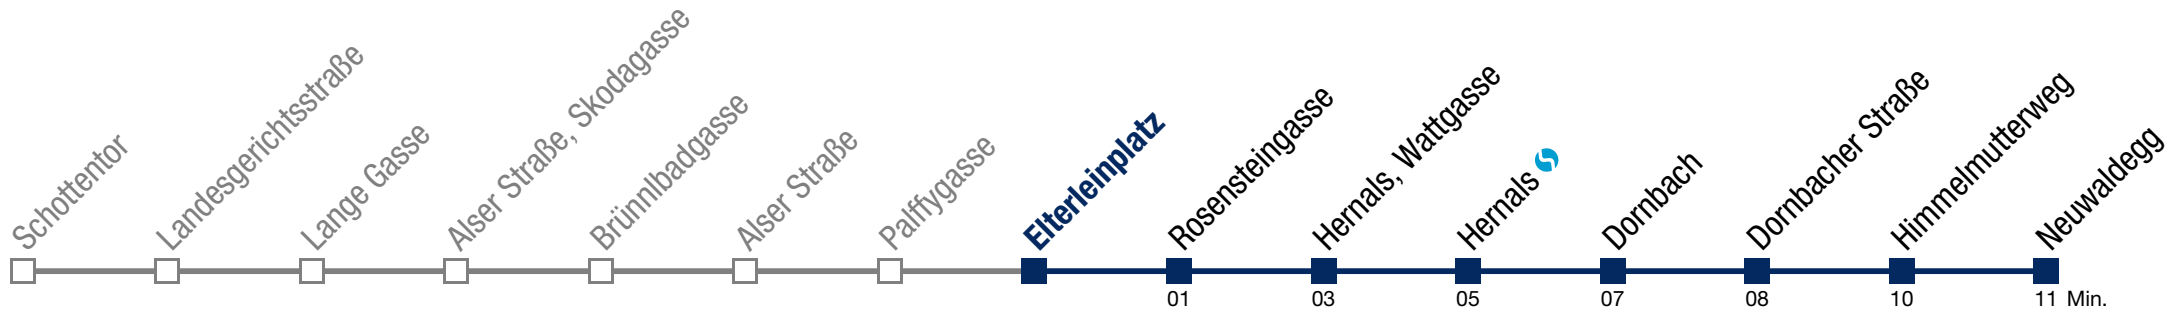 Schottentor
Landesgerichtsstraße
Lange Gasse
Alser Straße, Skodagasse
Brünnlbadgasse
Alser Straße
Palffygasse
Elterleinplatz
Rosensteingasse
Hernals, Wattgasse
Hernals
Dornbach
Dornbacher Straße
Himmelmutterweg
Neuwaldegg
01 03 05 07 08 10 11 Min.